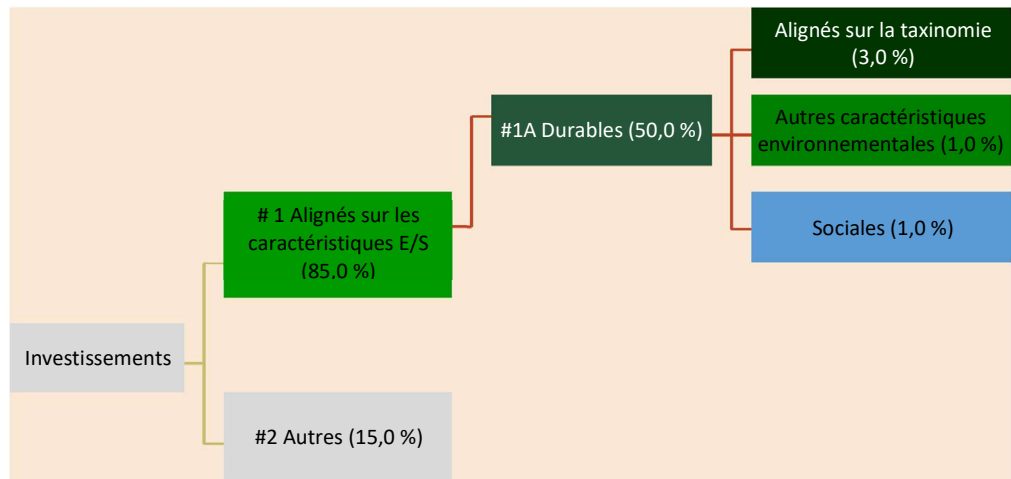 Alignés sur la taxinomie
(3,0 %)
#1A Durables (50,0 %)
Autres caractéristiques
environnementales (1,0 %)
# 1 Alignés sur les
caractéristiques E/S
(85,0 %)
Sociales (1,0 %)
Investissements
#2 Autres (15,0 %)